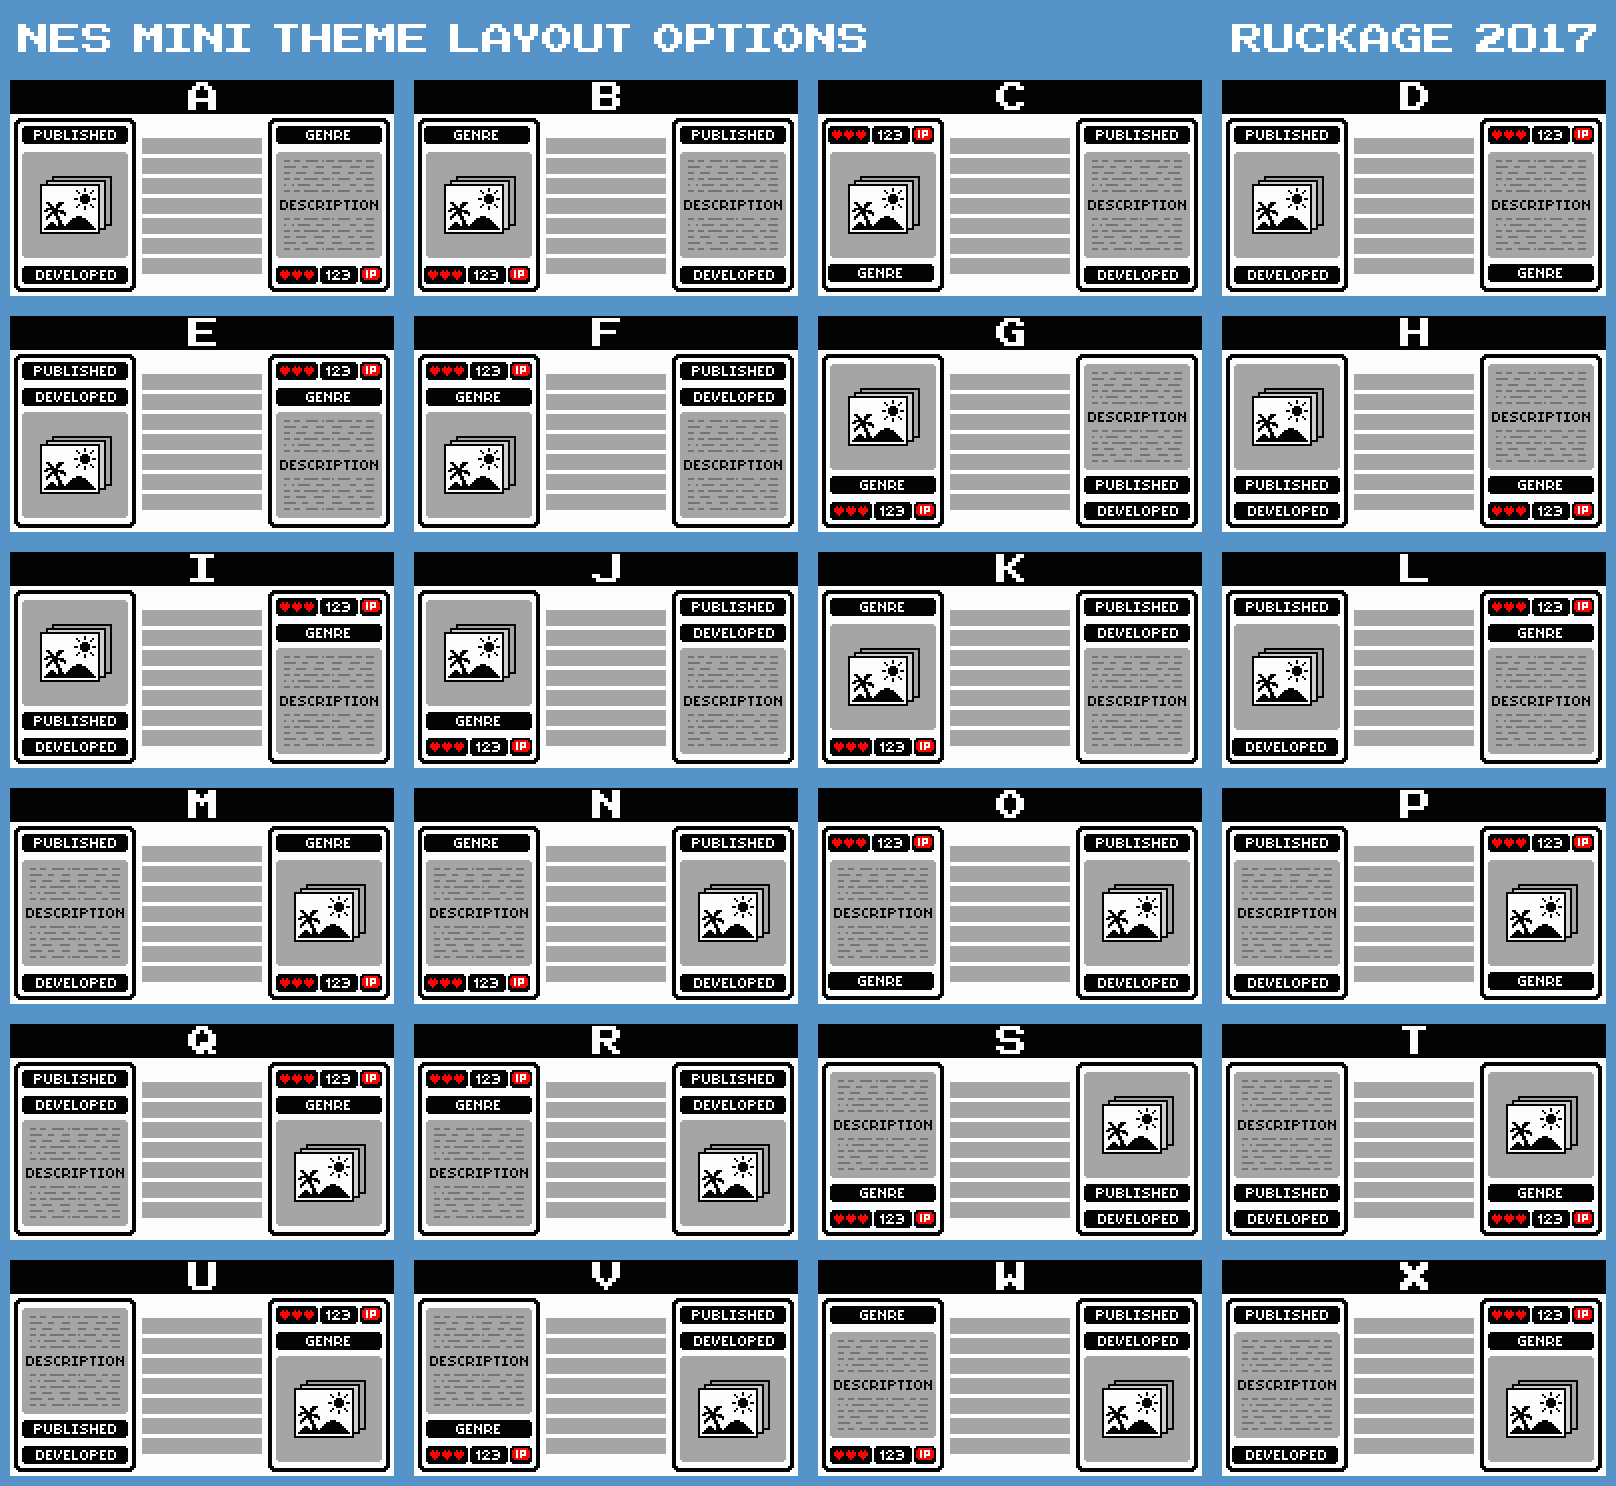 NES MINI THEME LAYOUT OPTIONS RUCKAGE 2017
A B C D
PUBLISHED GENRE GENRE PUBLISHED 123 IP PUBLISHED PUBLISHED 123 IP
DESCRIPTION DESCRIPTION DESCRIPTION DESCRIPTION
DEVELOPED 123 IP 123 IP DEVELOPED GENRE DEVELOPED DEVELOPED GENRE
E F G H
PUBLISHED 123 IP 123 IP PUBLISHED
DEVELOPED GENRE GENRE DEVELOPED
DESCRIPTION DESCRIPTION
DESCRIPTION DESCRIPTION
GENRE PUBLISHED PUBLISHED GENRE
123 IP DEVELOPED DEVELOPED 123 IP
I J K L
123 IP PUBLISHED GENRE PUBLISHED PUBLISHED 123 IP
GENRE DEVELOPED DEVELOPED GENRE
DESCRIPTION DESCRIPTION DESCRIPTION DESCRIPTION
PUBLISHED GENRE
DEVELOPED 123 IP 123 IP DEVELOPED
M N O P
PUBLISHED GENRE GENRE PUBLISHED 123 IP PUBLISHED PUBLISHED 123 IP
DESCRIPTION DESCRIPTION DESCRIPTION DESCRIPTION
DEVELOPED 123 IP 123 IP DEVELOPED GENRE DEVELOPED DEVELOPED GENRE
Q R S T
PUBLISHED 123 IP 123 IP PUBLISHED
DEVELOPED GENRE GENRE DEVELOPED
DESCRIPTION DESCRIPTION
DESCRIPTION DESCRIPTION
GENRE PUBLISHED PUBLISHED GENRE
123 IP DEVELOPED DEVELOPED 123 IP
U V W X
123 IP PUBLISHED GENRE PUBLISHED PUBLISHED 123 IP
GENRE DEVELOPED DEVELOPED GENRE
DESCRIPTION DESCRIPTION DESCRIPTION DESCRIPTION
PUBLISHED GENRE
DEVELOPED 123 IP 123 IP DEVELOPED